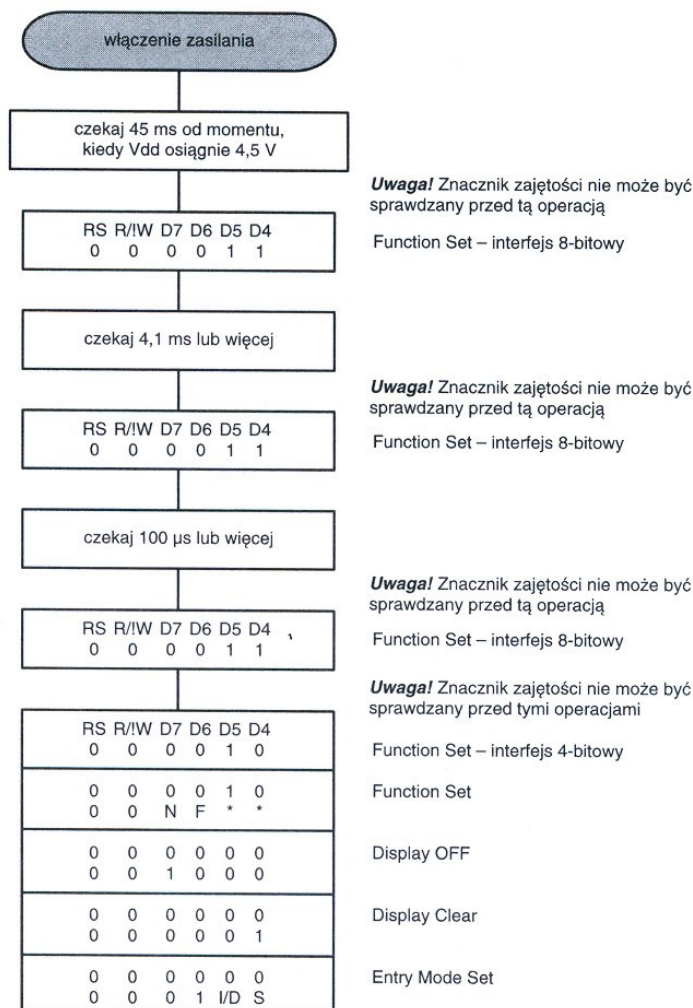 włączenie zasilania
czekaj 45 ms od momentu,
kiedy Vdd osiągnie 4,5 V
Uwaga! Znacznik zajętości nie może być
sprawdzany przed tą operacją
RS R/!W D7 D6 D5 D4
0 0 0 0 1 1
Function Set – interfejs 8-bitowy
czekaj 4,1 ms lub więcej
Uwaga! Znacznik zajętości nie może być
sprawdzany przed tą operacją
RS R/!W D7 D6 D5 D4
0 0 0 0 1 1
Function Set – interfejs 8-bitowy
czekaj 100 µs lub więcej
Uwaga! Znacznik zajętości nie może być
sprawdzany przed tą operacją
RS R/!W D7 D6 D5 D4
0 0 0 0 1 1
Function Set – interfejs 8-bitowy
Uwaga! Znacznik zajętości nie może być
sprawdzany przed tymi operacjami
RS R/!W D7 D6 D5 D4
0 0 0 0 1 0
Function Set – interfejs 4-bitowy
0 0 0 0 1 0
0 0 N F * *
Function Set
0 0 0 0 0 0
0 0 1 0 0 0
Display OFF
0 0 0 0 0 0
0 0 0 0 0 1
Display Clear
0 0 0 0 0 0
0 0 0 1 I/D S
Entry Mode Set